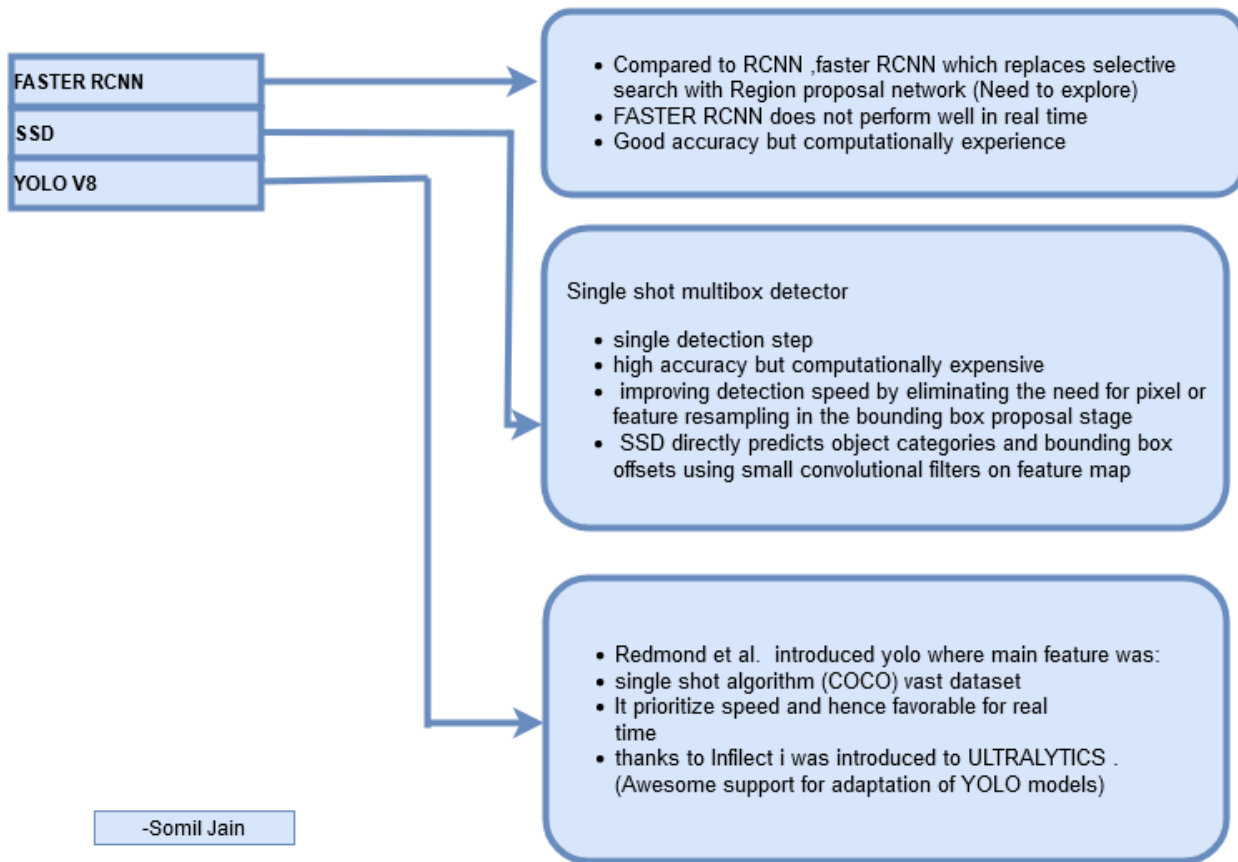 FASTER RCNN
SSD
YOLO V8
• Compared to RCNN ,faster RCNN which replaces selective
search with Region proposal network (Need to explore)
• FASTER RCNN does not perform well in real time
• Good accuracy but computationally experience
Single shot multibox detector
• single detection step
• high accuracy but computationally expensive
• improving detection speed by eliminating the need for pixel or
feature resampling in the bounding box proposal stage
• SSD directly predicts object categories and bounding box
offsets using small convolutional filters on feature map
• Redmond et al. introduced yolo where main feature was:
• single shot algorithm (COCO) vast dataset
• It prioritize speed and hence favorable for real
time
• thanks to Infilect i was introduced to ULTRALYTICS .
(Awesome support for adaptation of YOLO models)
-Somil Jain